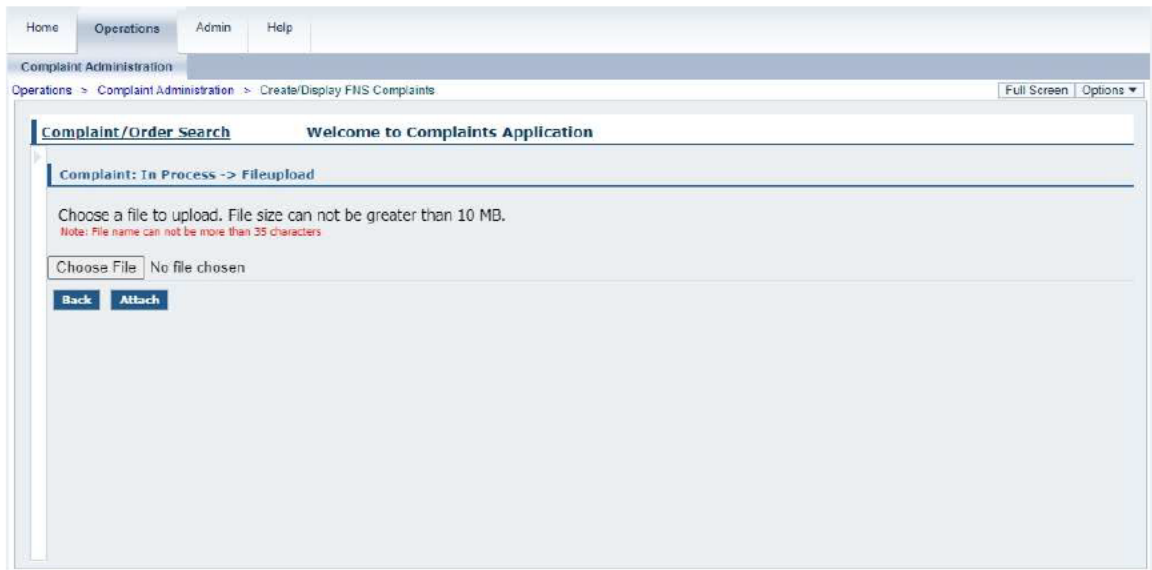 Home Operations Admin Help
Complaint Administration
Operations > Complaint Administration > Create/Display FNS Complaints Full Screen Options
Complaint/Order Search Welcome to Complaints Application
Complaint: In Process -> Fileupload
Choose a file to upload. File size can not be greater than 10 MB.
Note: File name can not be more than 35 characters
Choose File No file chosen
Back Attach